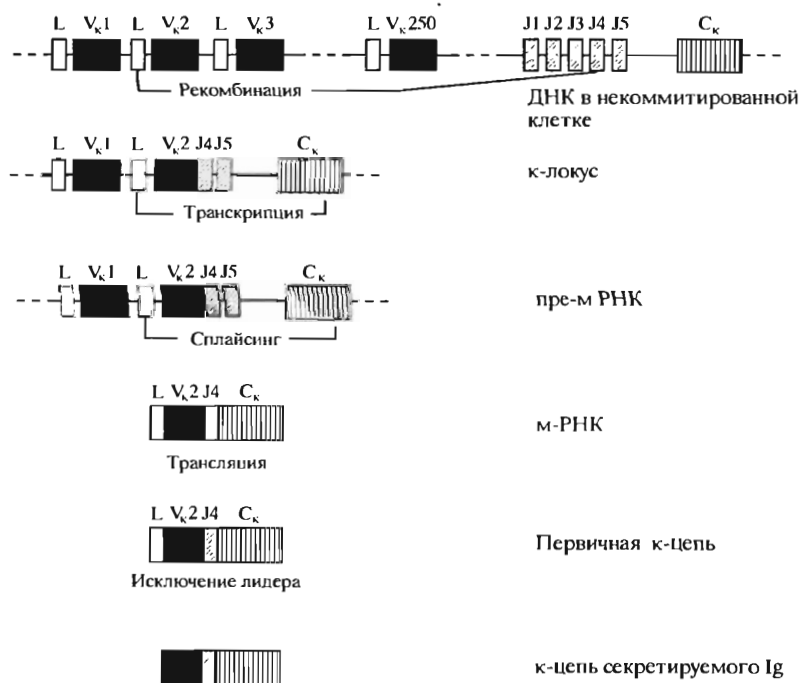 L Vκ1 L Vκ2 L Vκ3 L Vκ250 J1 J2 J3 J4 J5 Cκ
Рекомбинация
ДНК в некоммитированной
клетке
L Vκ1 L Vκ2 J4 J5 Cκ
к-локус
Транскрипция
L Vκ1 L Vκ2 J4 J5 Cκ
пре-м РНК
Сплайсинг
L Vκ2 J4 Cκ
м-РНК
Трансляция
L Vκ2 J4 Cκ
Первичная к-цепь
Исключение лидера
к-цепь секретируемого Ig